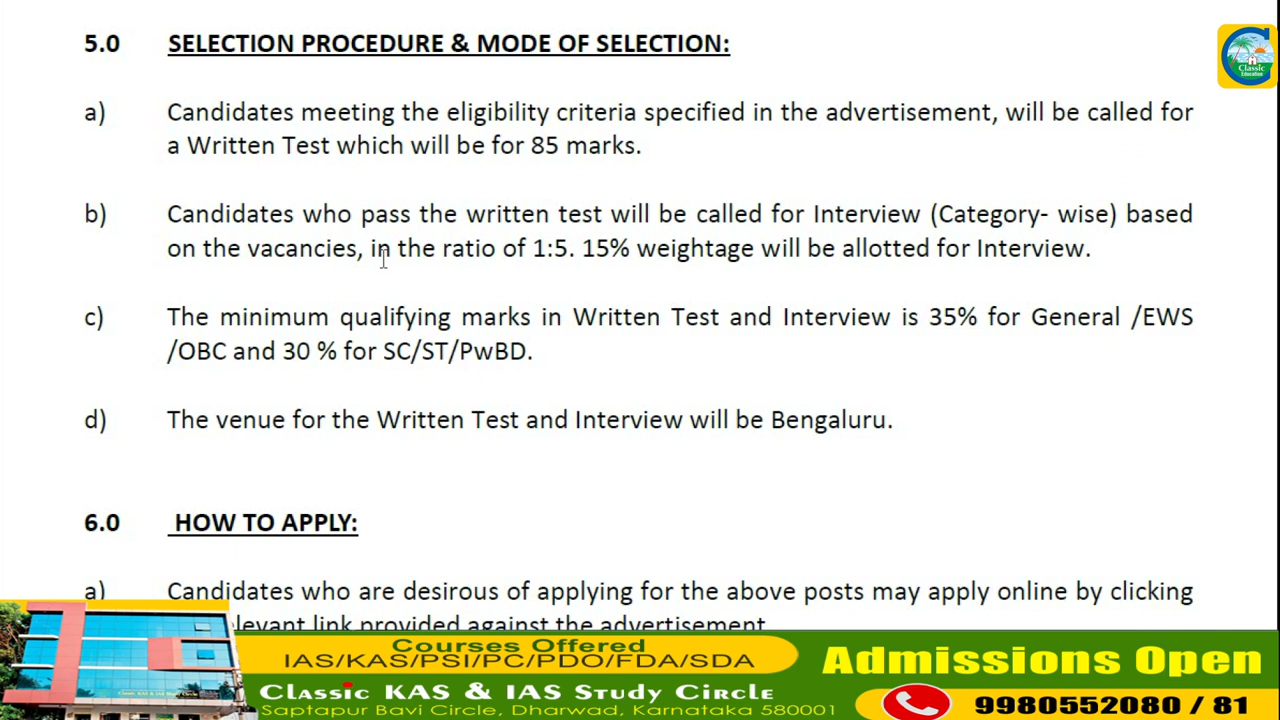 5.0 SELECTION PROCEDURE & MODE OF SELECTION:
Classic
Education
a) Candidates meeting the eligibility criteria specified in the advertisement, will be called for
a Written Test which will be for 85 marks.
b) Candidates who pass the written test will be called for Interview (Category- wise) based
on the vacancies, in the ratio of 1:5. 15% weightage will be allotted for Interview.
c) The minimum qualifying marks in Written Test and Interview is 35% for General /EWS
/OBC and 30 % for SC/ST/PwBD.
d) The venue for the Written Test and Interview will be Bengaluru.
6.0 HOW TO APPLY:
a) Candidates who are desirous of applying for the above posts may apply online by clicking
link provided against the advertisement
Courses Offered
IAS/KAS/PSI/PC/PDO/FDA/SDA
Admissions Open
Classic KAS & IAS Study Circle
Saptapur Bavi Circle, Dharwad, Karnataka 580001
9980552080 / 81